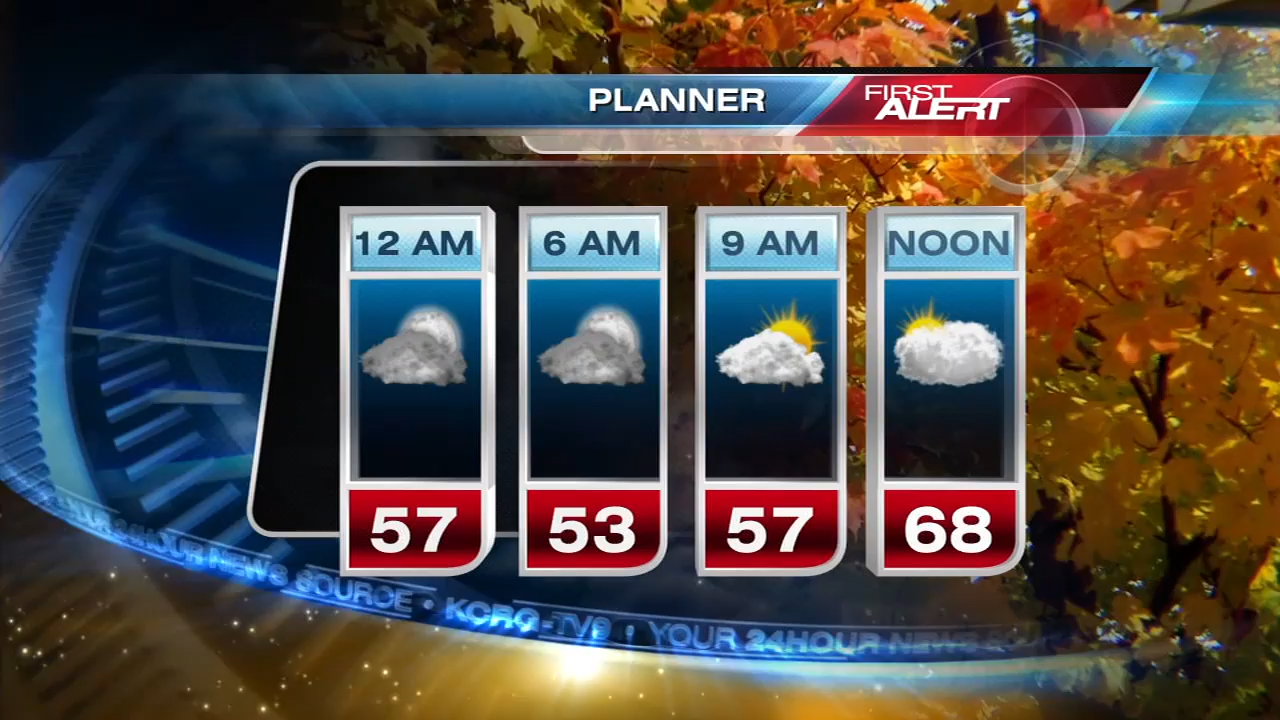 PLANNER
FIRST
ALERT
12 AM
6 AM
9 AM
NOON
57
53
57
68
24HOUR NEWS SOURCE • KCRG-TV9 • YOUR 24HOUR NEWS